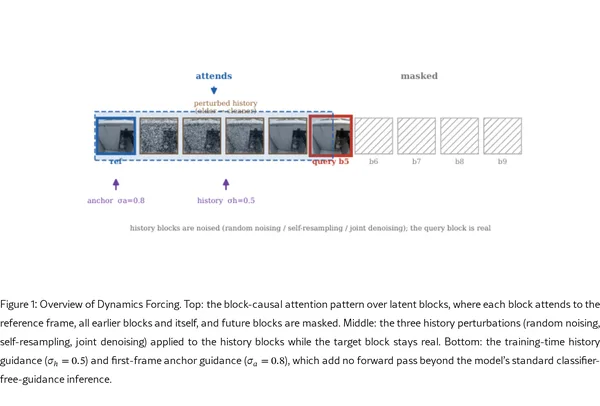 attends
masked
perturbed history
(older → cleaner)
ref
query b5
b6
b7
b8
b9
anchor σa=0.8
history σh=0.5
history blocks are noised (random noising / self-resampling / joint denoising); the query block is real
Figure 1: Overview of Dynamics Forcing. Top: the block-causal attention pattern over latent blocks, where each block attends to the
reference frame, all earlier blocks and itself, and future blocks are masked. Middle: the three history perturbations (random noising,
self-resampling, joint denoising) applied to the history blocks while the target block stays real. Bottom: the training-time history
guidance (σₕ = 0.5) and first-frame anchor guidance (σₐ = 0.8), which add no forward pass beyond the model's standard classifier-
free-guidance inference.